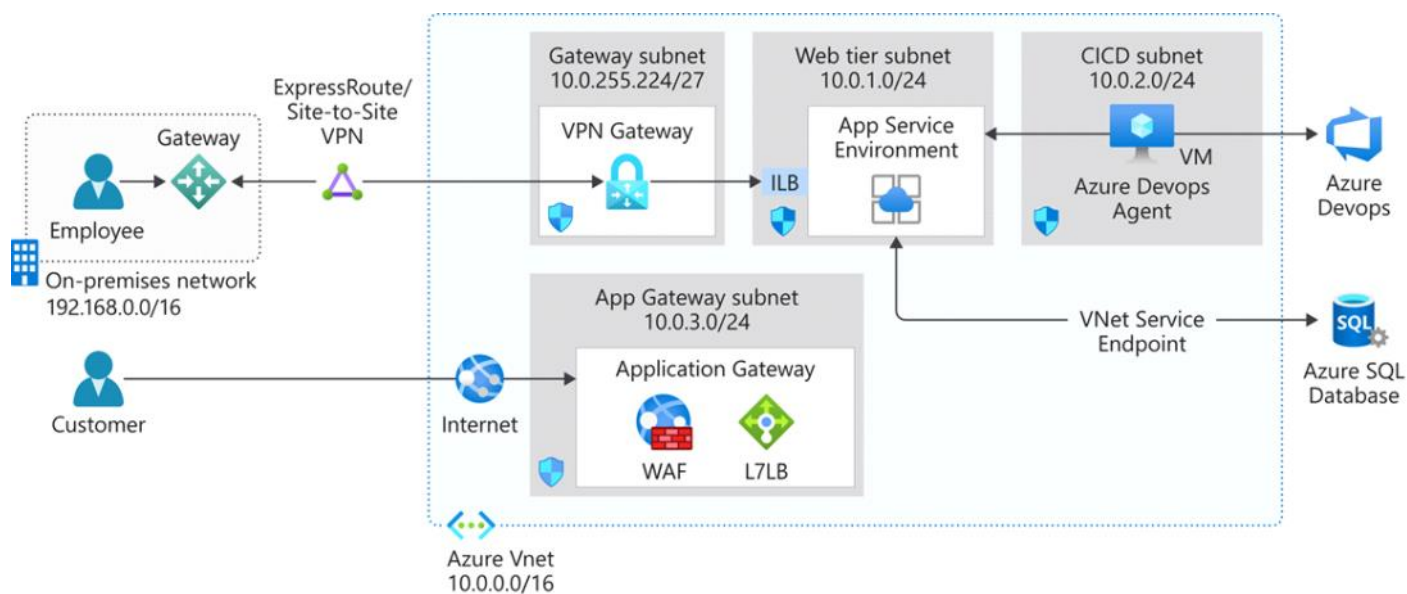 ExpressRoute/
Site-to-Site
VPN
Gateway
Employee
On-premises network
192.168.0.0/16
Gateway subnet
10.0.255.224/27
VPN Gateway
Web tier subnet
10.0.1.0/24
ILB
App Service
Environment
CICD subnet
10.0.2.0/24
VM
Azure Devops
Agent
Azure
Devops
Customer
Internet
App Gateway subnet
10.0.3.0/24
Application Gateway
WAF
L7LB
VNet Service
Endpoint
SQL
Azure SQL
Database
Azure Vnet
10.0.0.0/16